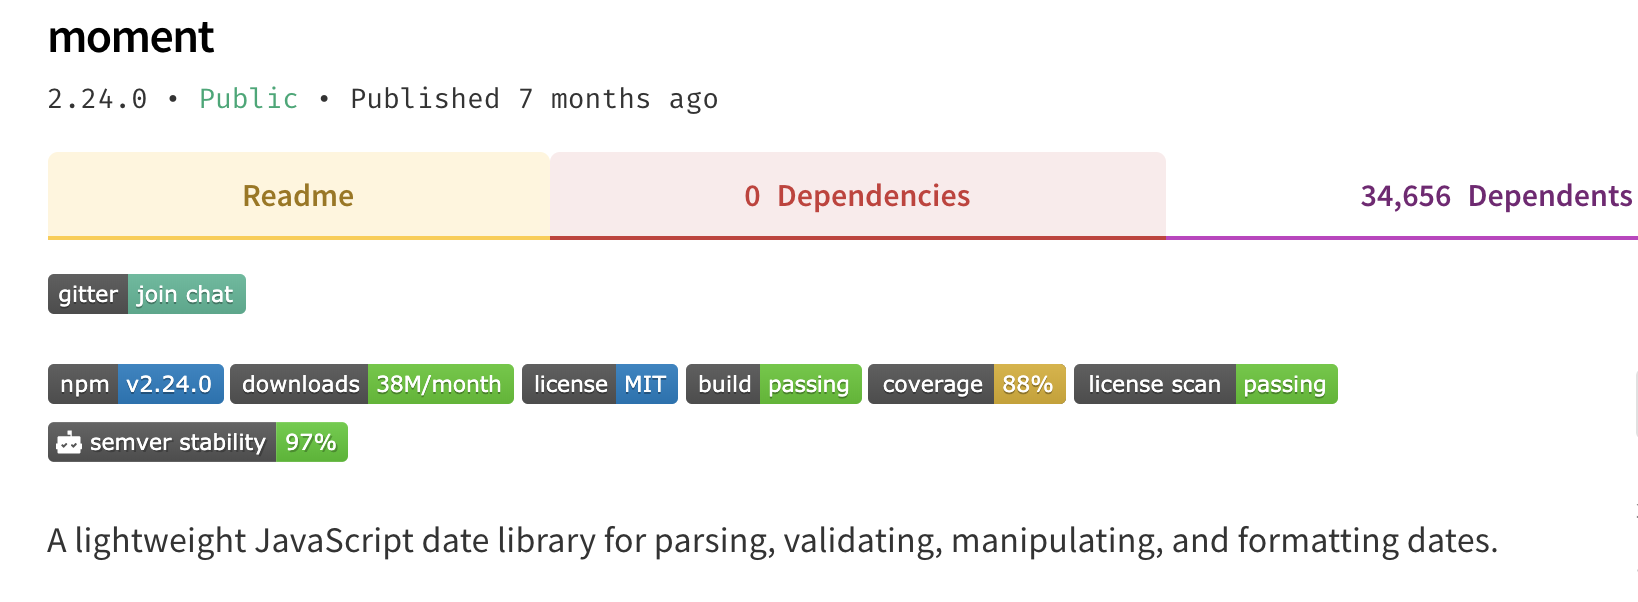 moment
2.24.0 • Public • Published 7 months ago
Readme
0 Dependencies
34,656 Dependents
gitter join chat
npm v2.24.0 downloads 38M/month license MIT build passing coverage 88% license scan passing
semver stability 97%
A lightweight JavaScript date library for parsing, validating, manipulating, and formatting dates.